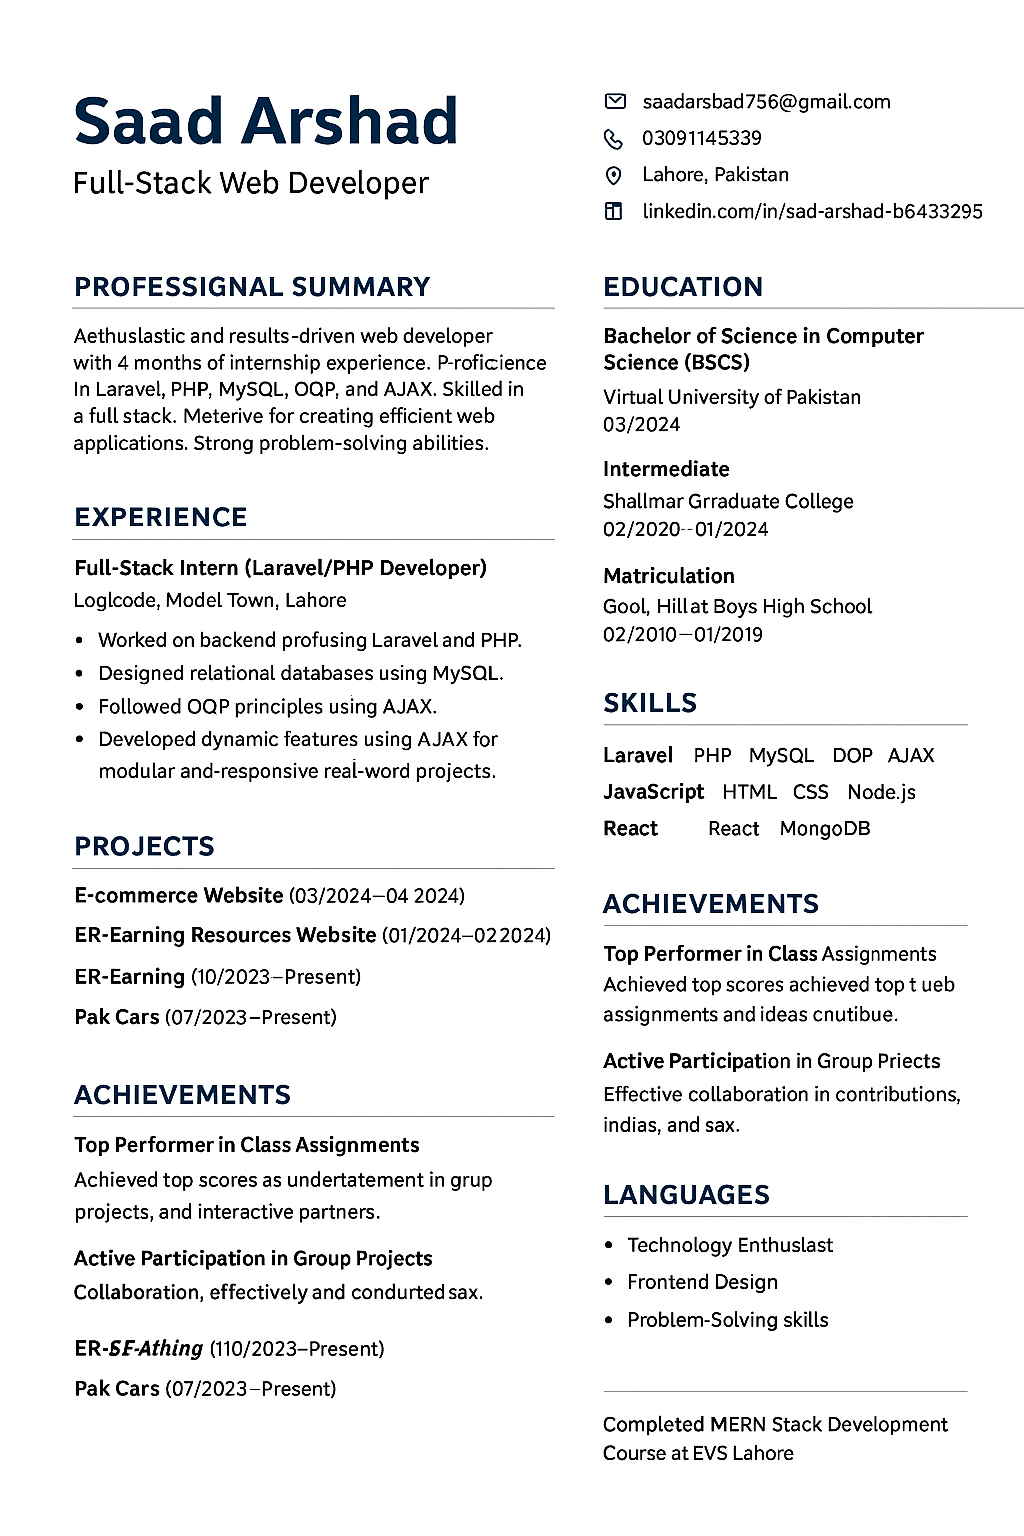 Saad Arshad
Full-Stack Web Developer
saadarsbad756@gmail.com
03091145339
Lahore, Pakistan
linkedin.com/in/sad-arshad-b6433295
PROFESSIGNAL SUMMARY
Aethuslastic and results-driven web developer
with 4 months of internship experience. P-roficience
In Laravel, PHP, MySQL, OQP, and AJAX. Skilled in
a full stack. Meterive for creating efficient web
applications. Strong problem-solving abilities.
EXPERIENCE
Full-Stack Intern (Laravel/PHP Developer)
Loglcode, Model Town, Lahore
• Worked on backend profusing Laravel and PHP.
• Designed relational databases using MySQL.
• Followed OQP principles using AJAX.
• Developed dynamic features using AJAX for
modular and-responsive real-word projects.
PROJECTS
E-commerce Website (03/2024–04 2024)
ER-Earning Resources Website (01/2024–022024)
ER-Earning (10/2023–Present)
Pak Cars (07/2023–Present)
ACHIEVEMENTS
Top Performer in Class Assignments
Achieved top scores as undertatement in grup
projects, and interactive partners.
Active Participation in Group Projects
Collaboration, effectively and condurted sax.
ER-SF-Athing (110/2023–Present)
Pak Cars (07/2023–Present)
EDUCATION
Bachelor of Science in Computer
Science (BSCS)
Virtual University of Pakistan
03/2024
Intermediate
Shallmar Grraduate College
02/2020--01/2024
Matriculation
Gool, Hillat Boys High School
02/2010—01/2019
SKILLS
Laravel PHP MySQL DOP AJAX
JavaScript HTML CSS Node.js
React React MongoDB
ACHIEVEMENTS
Top Performer in Class Assignments
Achieved top scores achieved top t ueb
assignments and ideas cnutibue.
Active Participation in Group Priects
Effective collaboration in contributions,
indias, and sax.
LANGUAGES
• Technology Enthuslast
• Frontend Design
• Problem-Solving skills
Completed MERN Stack Development
Course at EVS Lahore